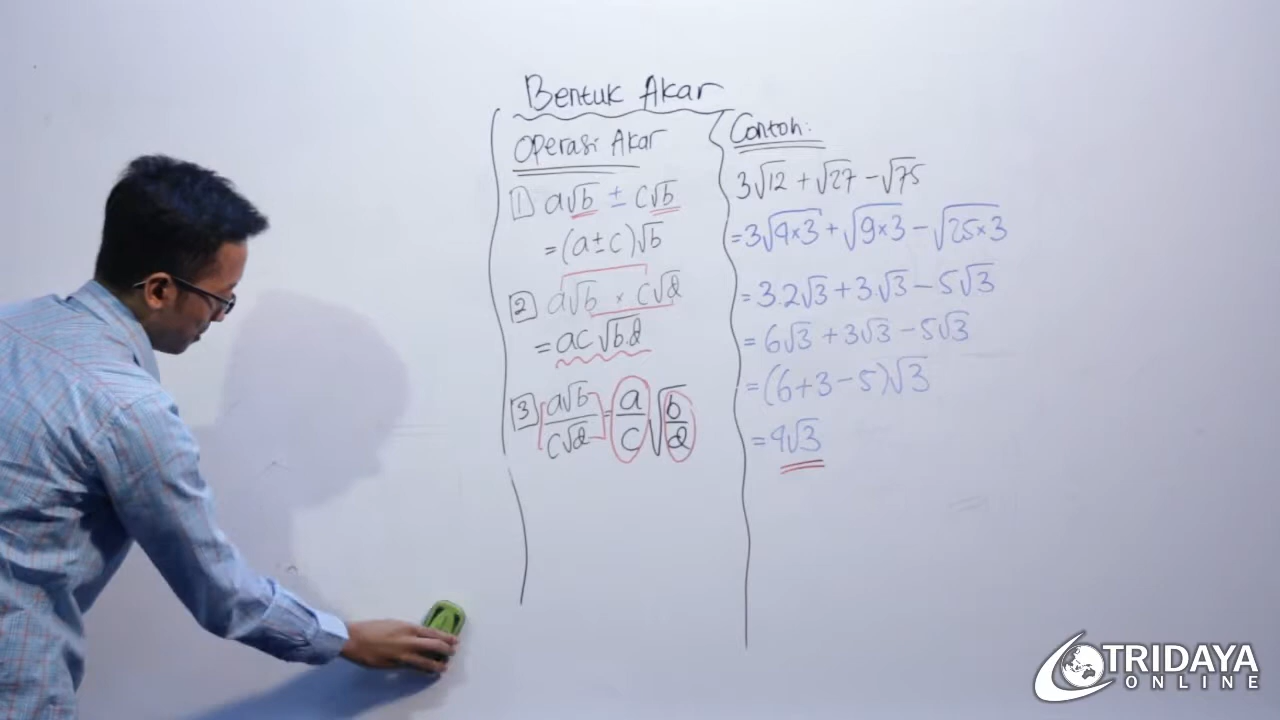 Bentuk Akar
Operasi Akar
1 a√b ± c√b
=(a±c)√b
2 a√b × c√d
= ac √b.d
3 a√b/c√d = a/c √b/d
Contoh:
3√12 + √27 - √75
=3√4×3 + √9×3 - √25×3
=3.2√3 + 3.√3 - 5√3
= 6√3 + 3√3 - 5√3
=(6+3-5)√3
= 4√3
TRIDAYA
ONLINE